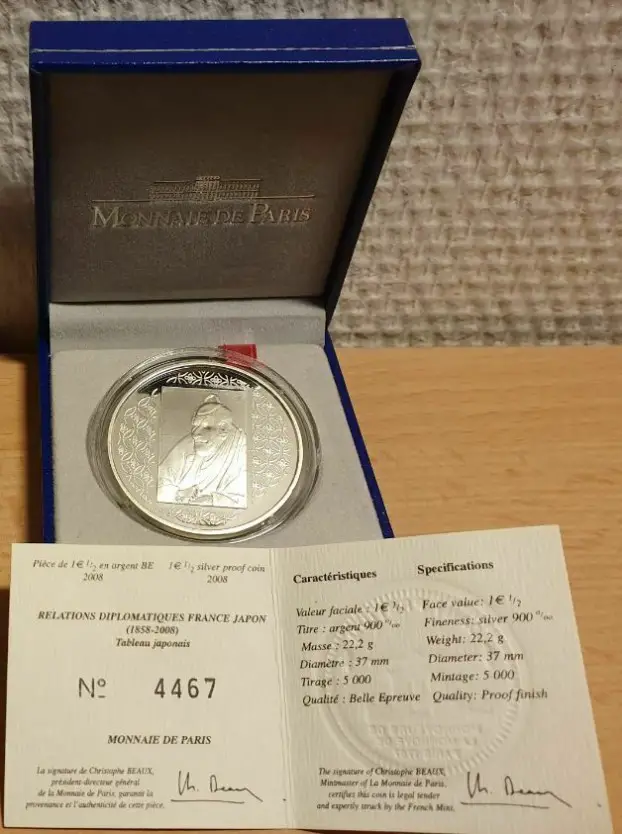 MONNAIE DE PARIS
Pièce de 1€ 1/2 en argent BE
2008
1€ 1/2 silver proof coin
2008
RELATIONS DIPLOMATIQUES FRANCE JAPON
(1858-2008)
Tableau japonais
Nº 4467
MONNAIE DE PARIS
La signature de Christophe BEAUX,
président-directeur général
de la Monnaie de Paris, garantit la
provenance et l'authenticité de cette pièce.
Caractéristiques
Valeur faciale : 1€ 1/2
Titre : argent 900 º/ºº
Masse : 22,2 g
Diamètre : 37 mm
Tirage : 5 000
Qualité : Belle Epreuve
Specifications
Face value: 1€ 1/2
Fineness: silver 900 º/ºº
Weight: 22,2 g
Diameter: 37 mm
Mintage: 5 000
Quality: Proof finish
The signature of Christophe BEAUX,
Mintmaster of La Monnaie de Paris,
certifies this coin is legal tender
and expertly struck by the French Mint.